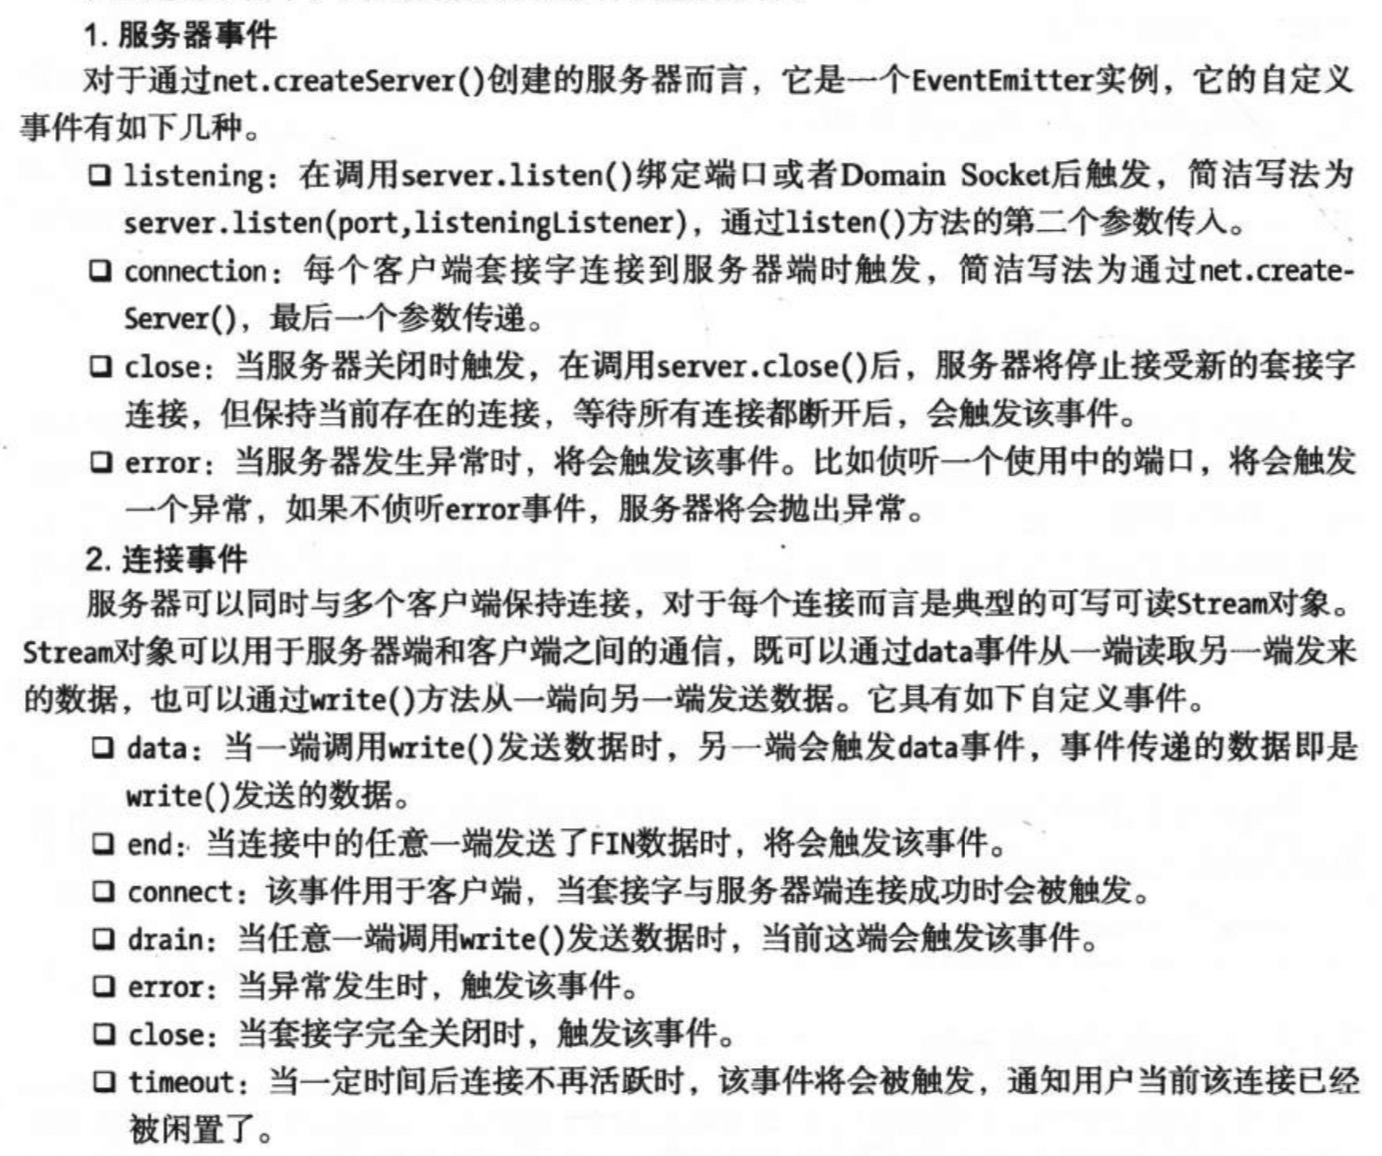 1. 服务器事件
对于通过net.createServer()创建的服务器而言，它是一个EventEmitter实例，它的自定义
事件有如下几种。
❑ listening：在调用server.listen()绑定端口或者Domain Socket后触发，简洁写法为
server.listen(port,listeningListener)，通过listen()方法的第二个参数传入。
❑ connection：每个客户端套接字连接到服务器端时触发，简洁写法为通过net.create-
Server()，最后一个参数传递。
❑ close：当服务器关闭时触发，在调用server.close()后，服务器将停止接受新的套接字
连接，但保持当前存在的连接，等待所有连接都断开后，会触发该事件。
❑ error：当服务器发生异常时，将会触发该事件。比如侦听一个使用中的端口，将会触发
一个异常，如果不侦听error事件，服务器将会抛出异常。
2. 连接事件
服务器可以同时与多个客户端保持连接，对于每个连接而言是典型的可写可读Stream对象。
Stream对象可以用于服务器端和客户端之间的通信，既可以通过data事件从一端读取另一端发来
的数据，也可以通过write()方法从一端向另一端发送数据。它具有如下自定义事件。
❑ data：当一端调用write()发送数据时，另一端会触发data事件，事件传递的数据即是
write()发送的数据。
❑ end：当连接中的任意一端发送了FIN数据时，将会触发该事件。
❑ connect：该事件用于客户端，当套接字与服务器端连接成功时会被触发。
❑ drain：当任意一端调用write()发送数据时，当前这端会触发该事件。
❑ error：当异常发生时，触发该事件。
❑ close：当套接字完全关闭时，触发该事件。
❑ timeout：当一定时间后连接不再活跃时，该事件将会被触发，通知用户当前该连接已经
被闲置了。